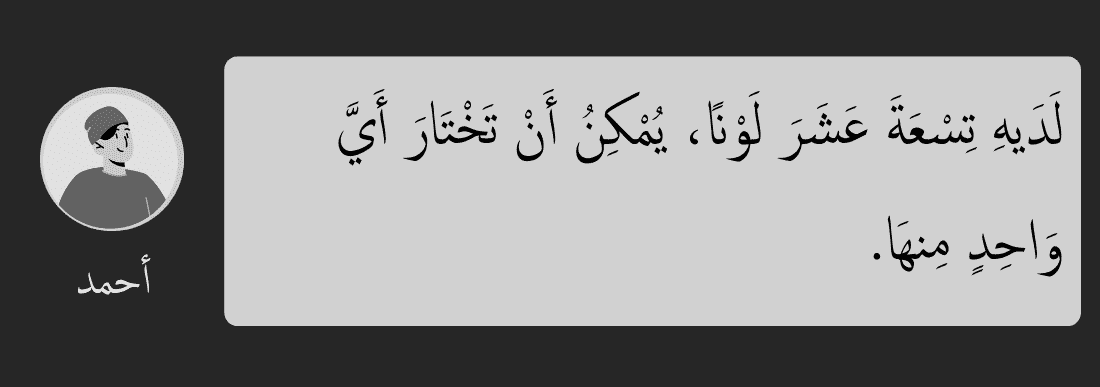 لَدَيهِ تِسْعَةَ عَشَرَ لَوْنًا، يُمْكِنُ أَنْ تَخْتَارَ أَيَّ
وَاحِدٍ مِنهَا.
أحمد